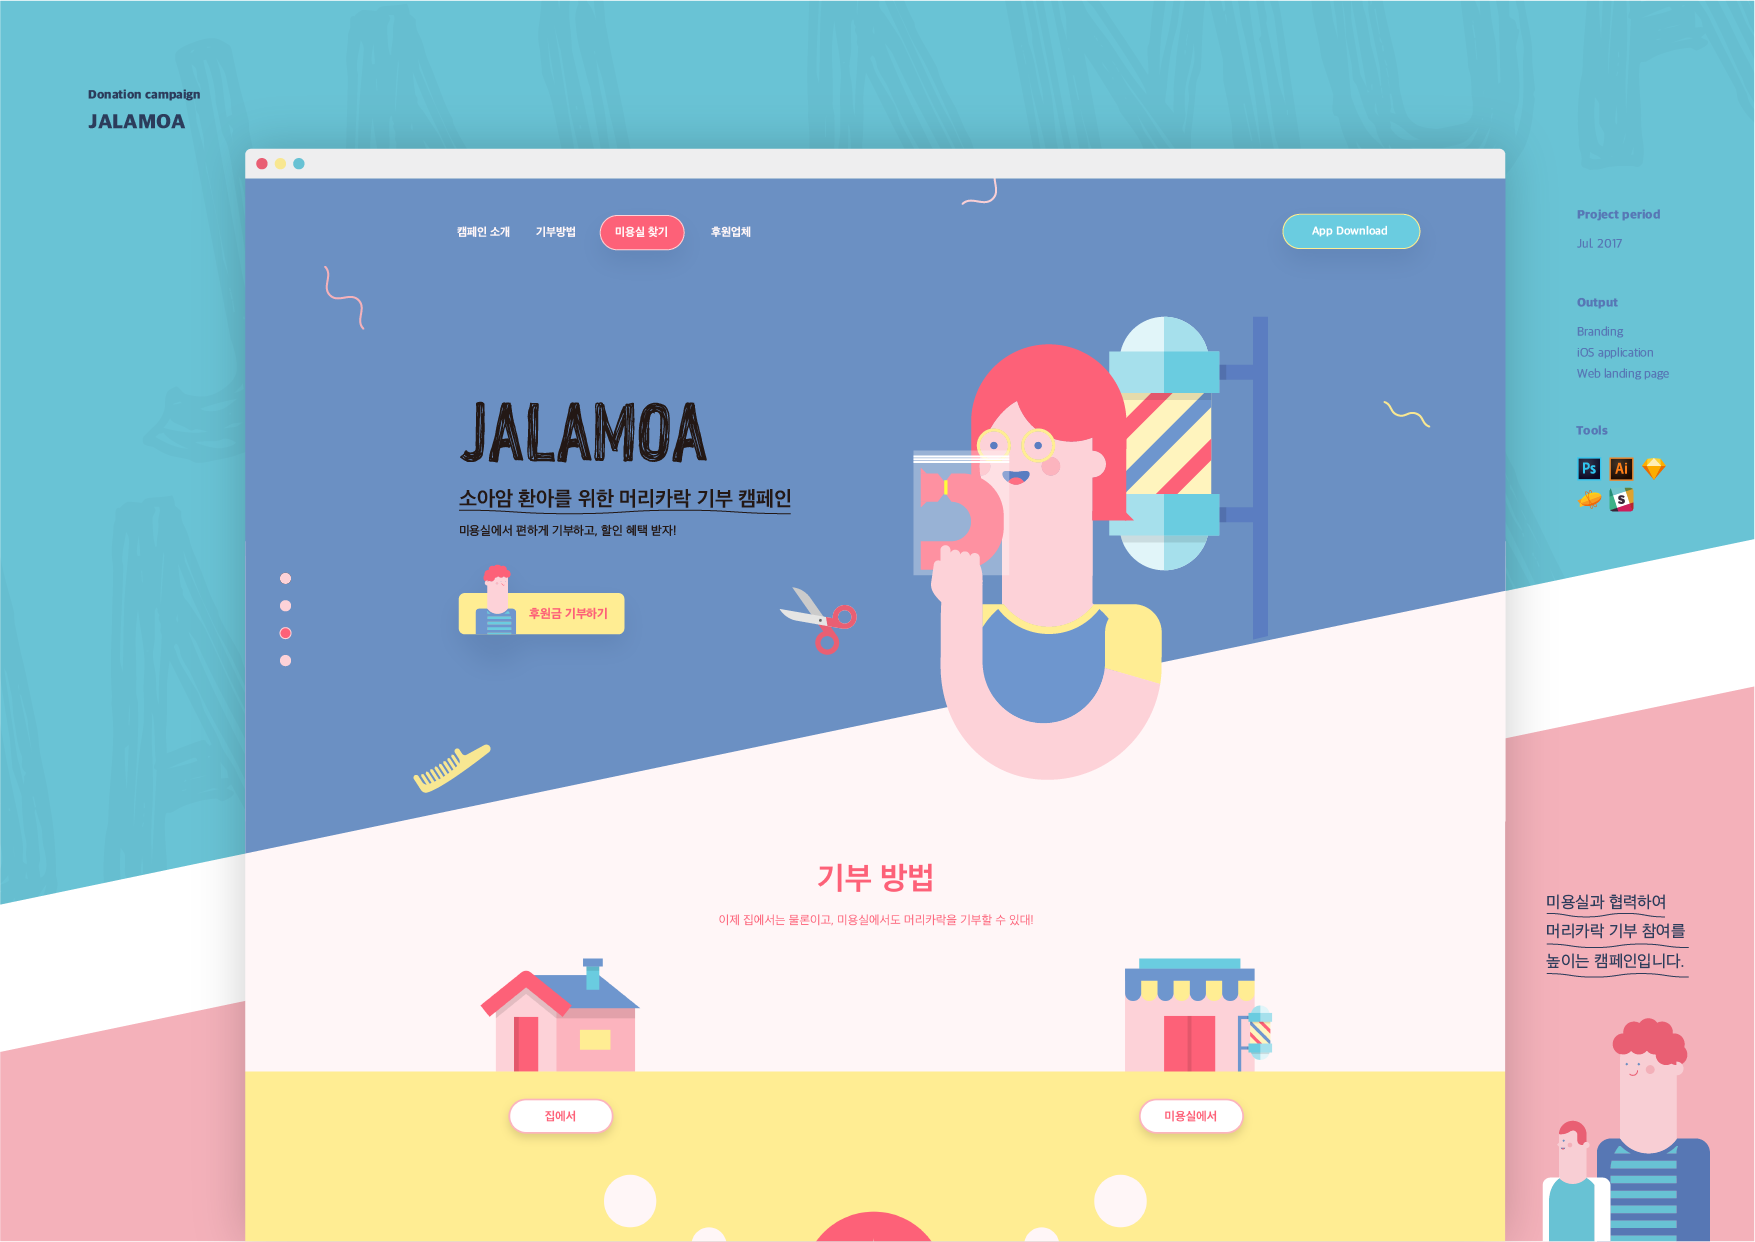 Donation campaign
JALAMOA
캠페인 소개
기부방법
미용실 찾기
후원업체
App Download
JALAMOA
소아암 환아를 위한 머리카락 기부 캠페인
미용실에서 편하게 기부하고, 할인 혜택 받자!
후원금 기부하기
기부 방법
이제 집에서는 물론이고, 미용실에서도 머리카락을 기부할 수 있대!
집에서
미용실에서
Project period
Jul. 2017
Output
Branding
iOS application
Web landing page
Tools
Ps
Ai
S
미용실과 협력하여
머리카락 기부 참여를
높이는 캠페인입니다.